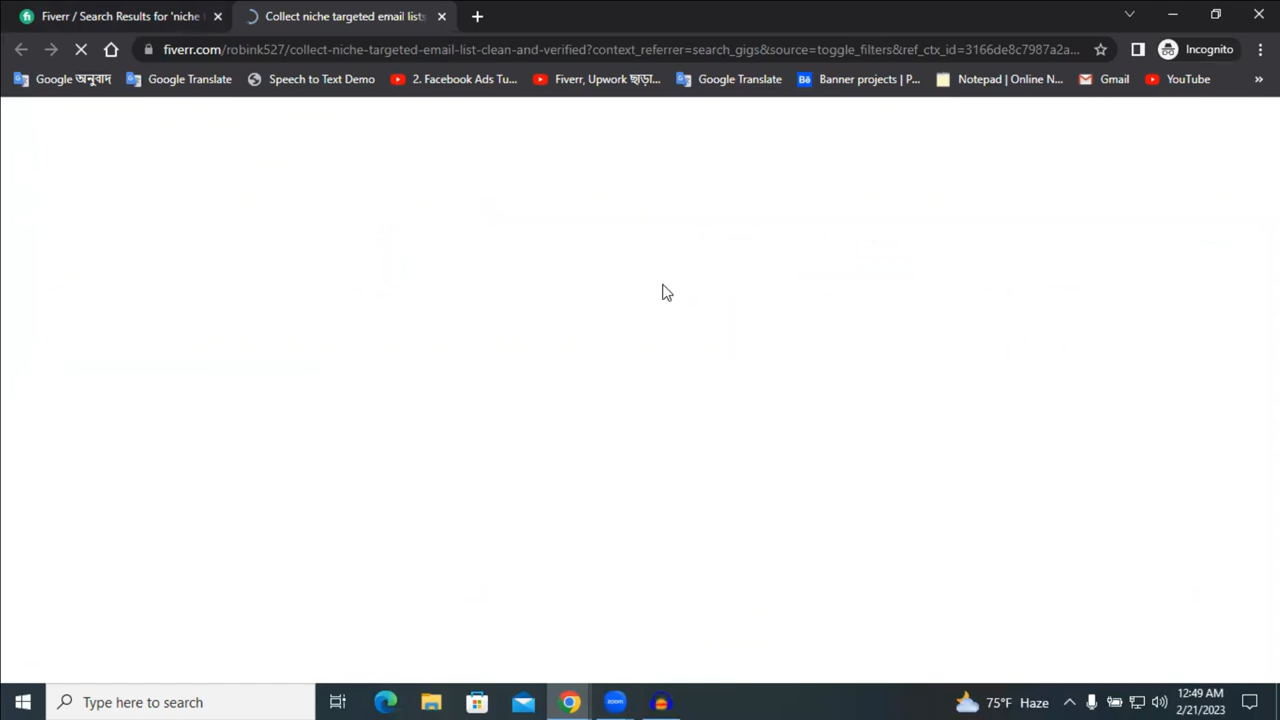 Fiverr / Search Results for 'niche
Collect niche targeted email lists
fiverr.com/robink527/collect-niche-targeted-email-list-clean-and-verified?context_referrer=search_gigs&source=toggle_filters&ref_ctx_id=3166de8c7987a2a...
Incognito
Google অনুবাদ
Google Translate
Speech to Text Demo
2. Facebook Ads Tu...
Fiverr, Upwork ছাড়া...
Google Translate
Bē
Banner projects | P...
Notepad | Online N...
Gmail
YouTube
Type here to search
zoom
75°F Haze
12:49 AM
2/21/2023